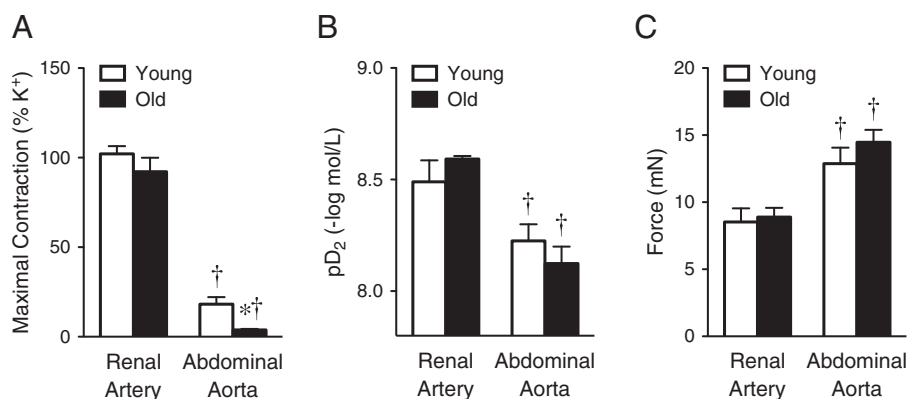 A
Maximal Contraction (% K⁺)
150
100
50
0
Young
Old
†
*†
Renal
Artery
Abdominal
Aorta
B
pD₂ (-log mol/L)
9.0
8.5
8.0
Young
Old
†
†
Renal
Artery
Abdominal
Aorta
C
Force (mN)
20
15
10
5
0
Young
Old
†
†
Renal
Artery
Abdominal
Aorta